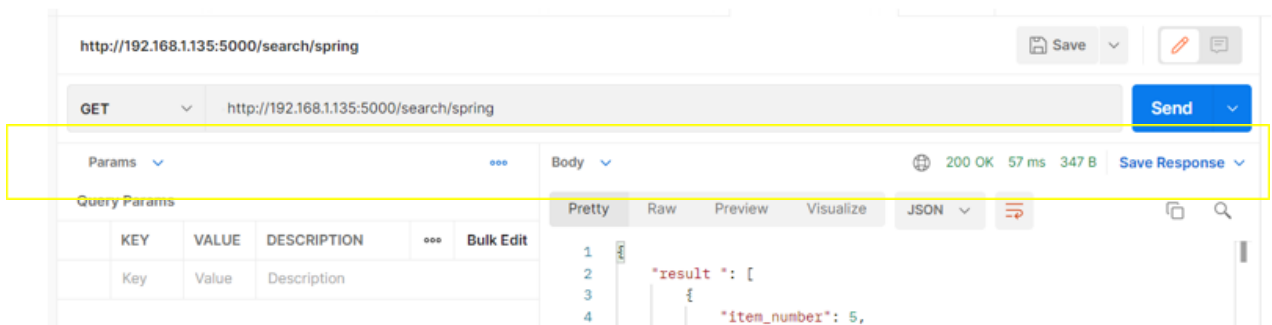 http://192.168.1.135:5000/search/spring Save
GET http://192.168.1.135:5000/search/spring Send
Params ooo Body 200 OK 57 ms 347 B Save Response
Query Params
Pretty Raw Preview Visualize JSON
KEY VALUE DESCRIPTION ooo Bulk Edit
Key Value Description
1 {
2 "result ": [
3 {
4 "item_number": 5,